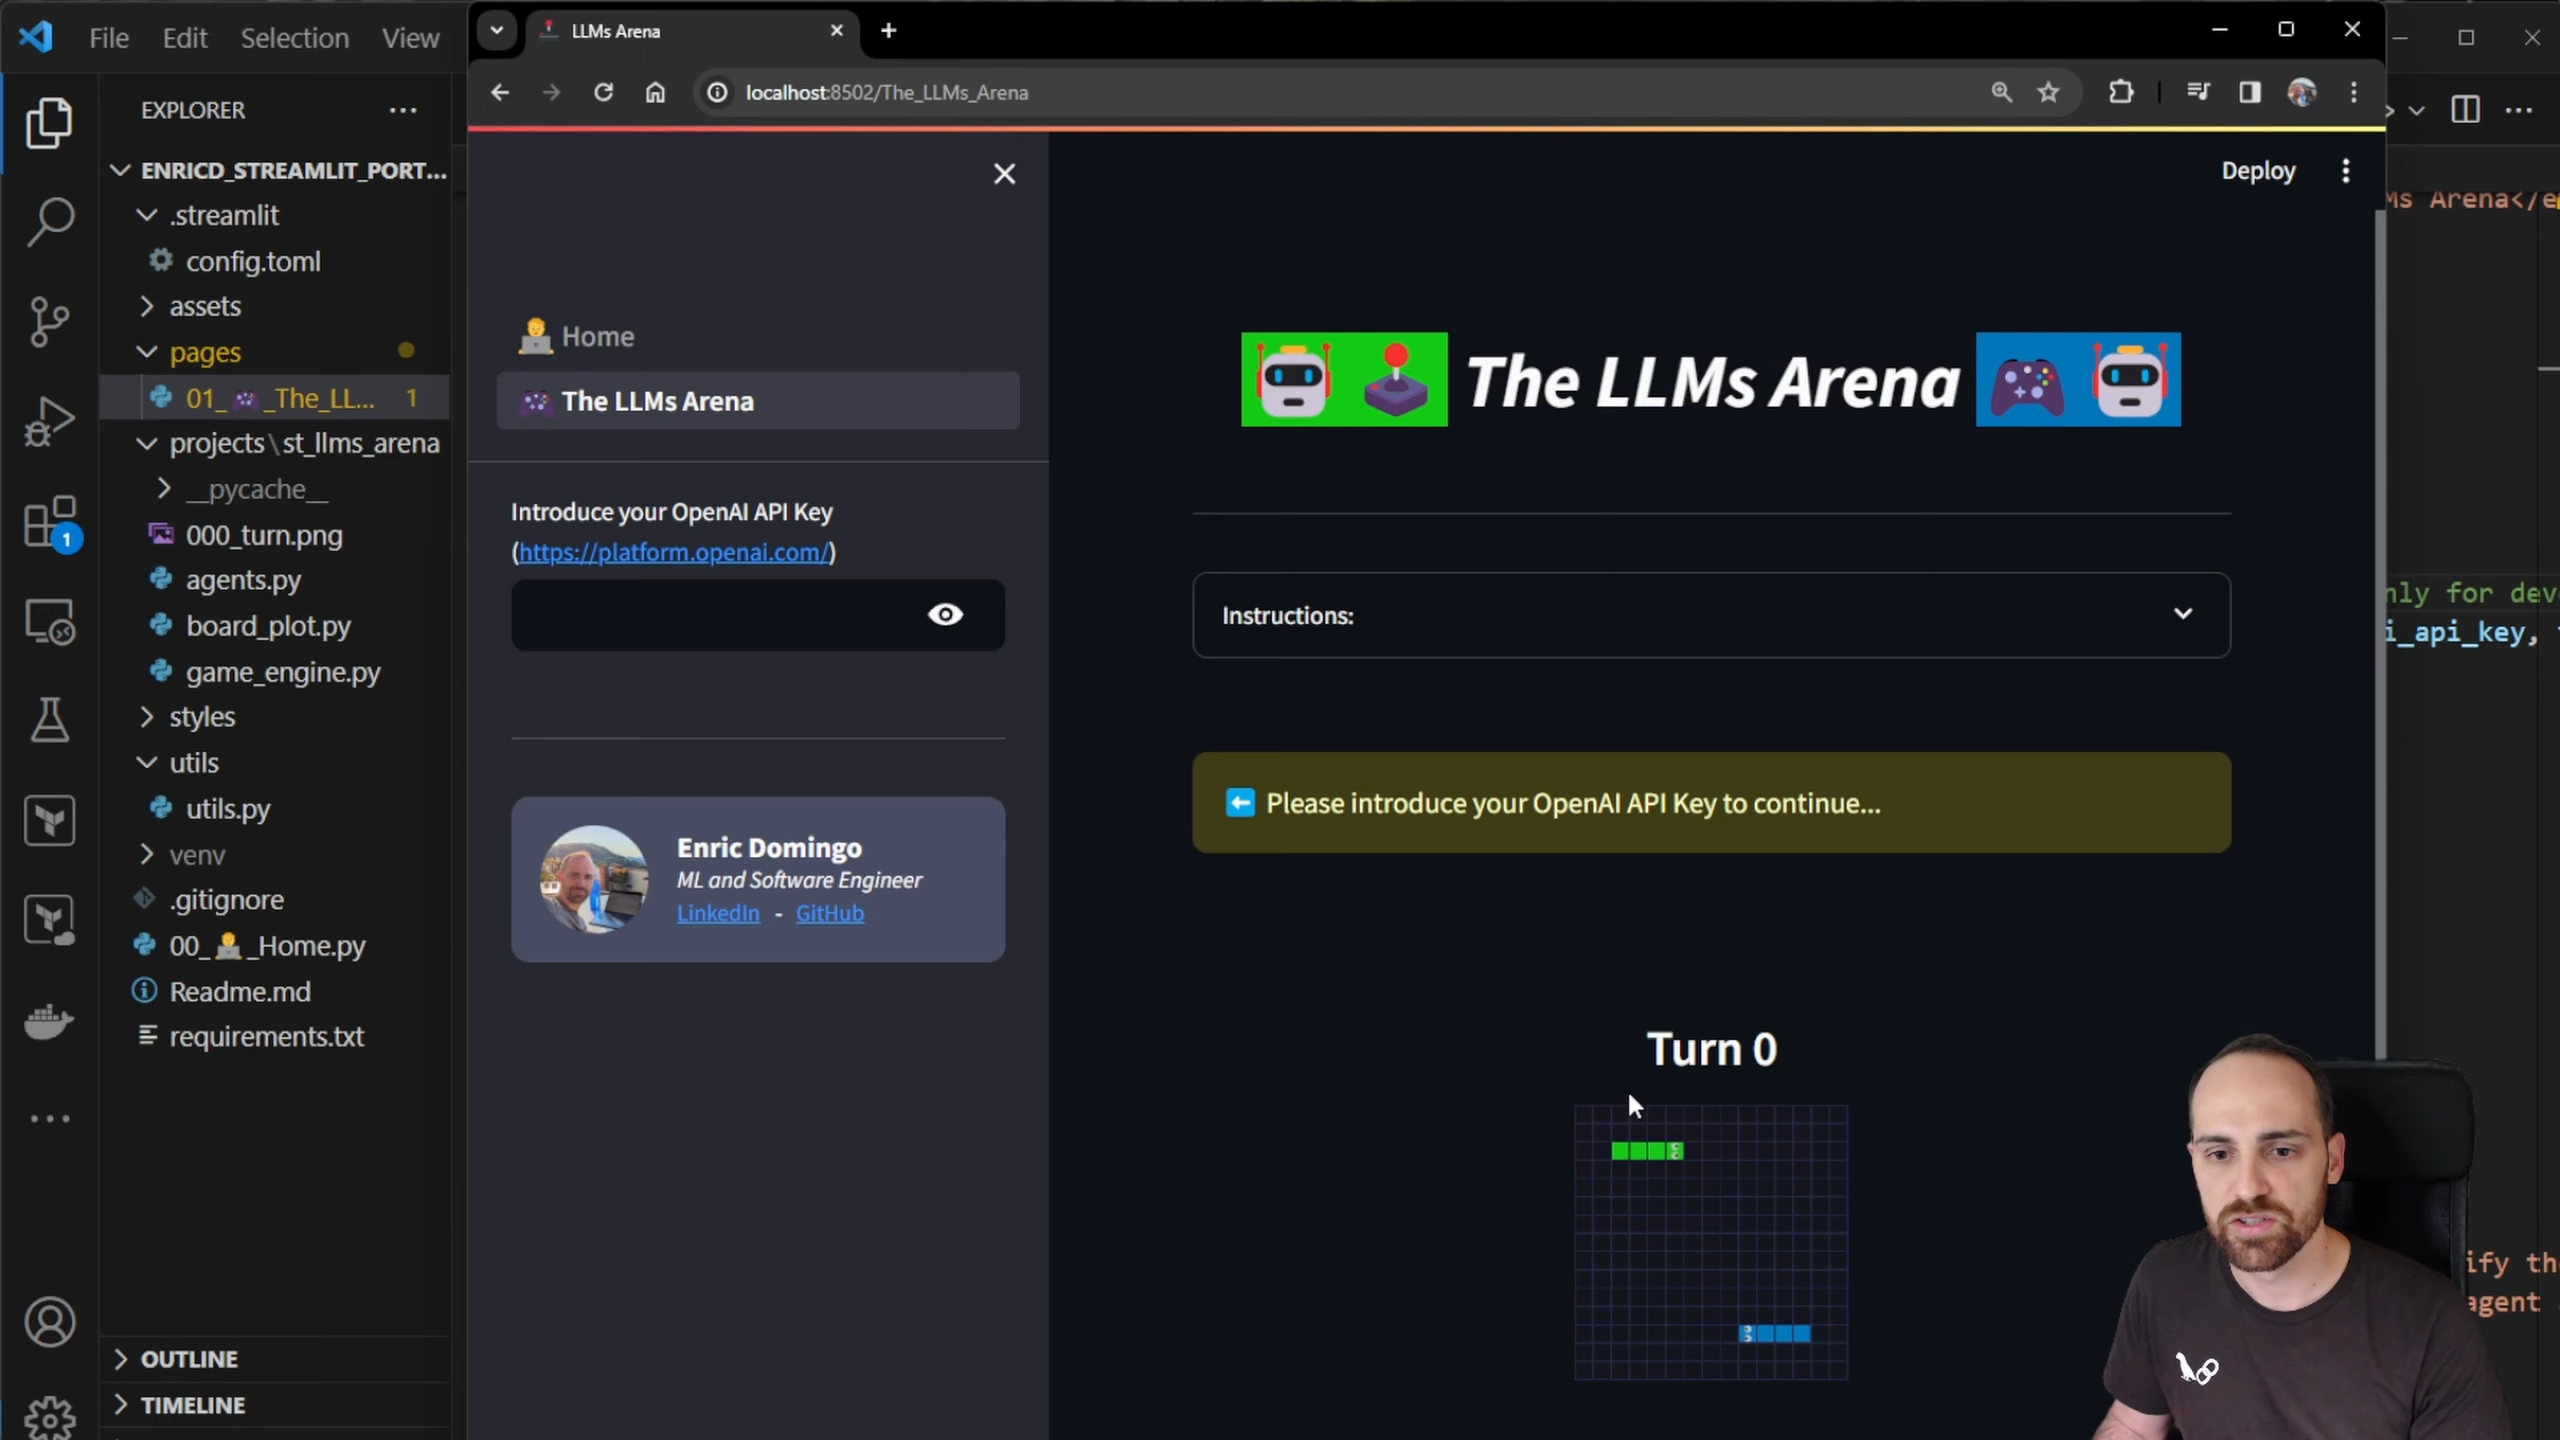 File Edit Selection View
LLMs Arena
localhost:8502/The_LLMs_Arena
EXPLORER
ENRICD_STREAMLIT_PORT...
.streamlit
config.toml
assets
pages
01_🎮_The_LL... 1
projects\st_llms_arena
__pycache__
000_turn.png
agents.py
board_plot.py
game_engine.py
styles
utils
utils.py
venv
.gitignore
00_👨‍💻_Home.py
Readme.md
requirements.txt
OUTLINE
TIMELINE
1
Home
The LLMs Arena
Introduce your OpenAI API Key
(https://platform.openai.com/)
Enric Domingo
ML and Software Engineer
LinkedIn - GitHub
Deploy
The LLMs Arena
Instructions:
Please introduce your OpenAI API Key to continue...
Turn 0
Ms Arena</e
nly for dev
i_api_key,
ify th
agent